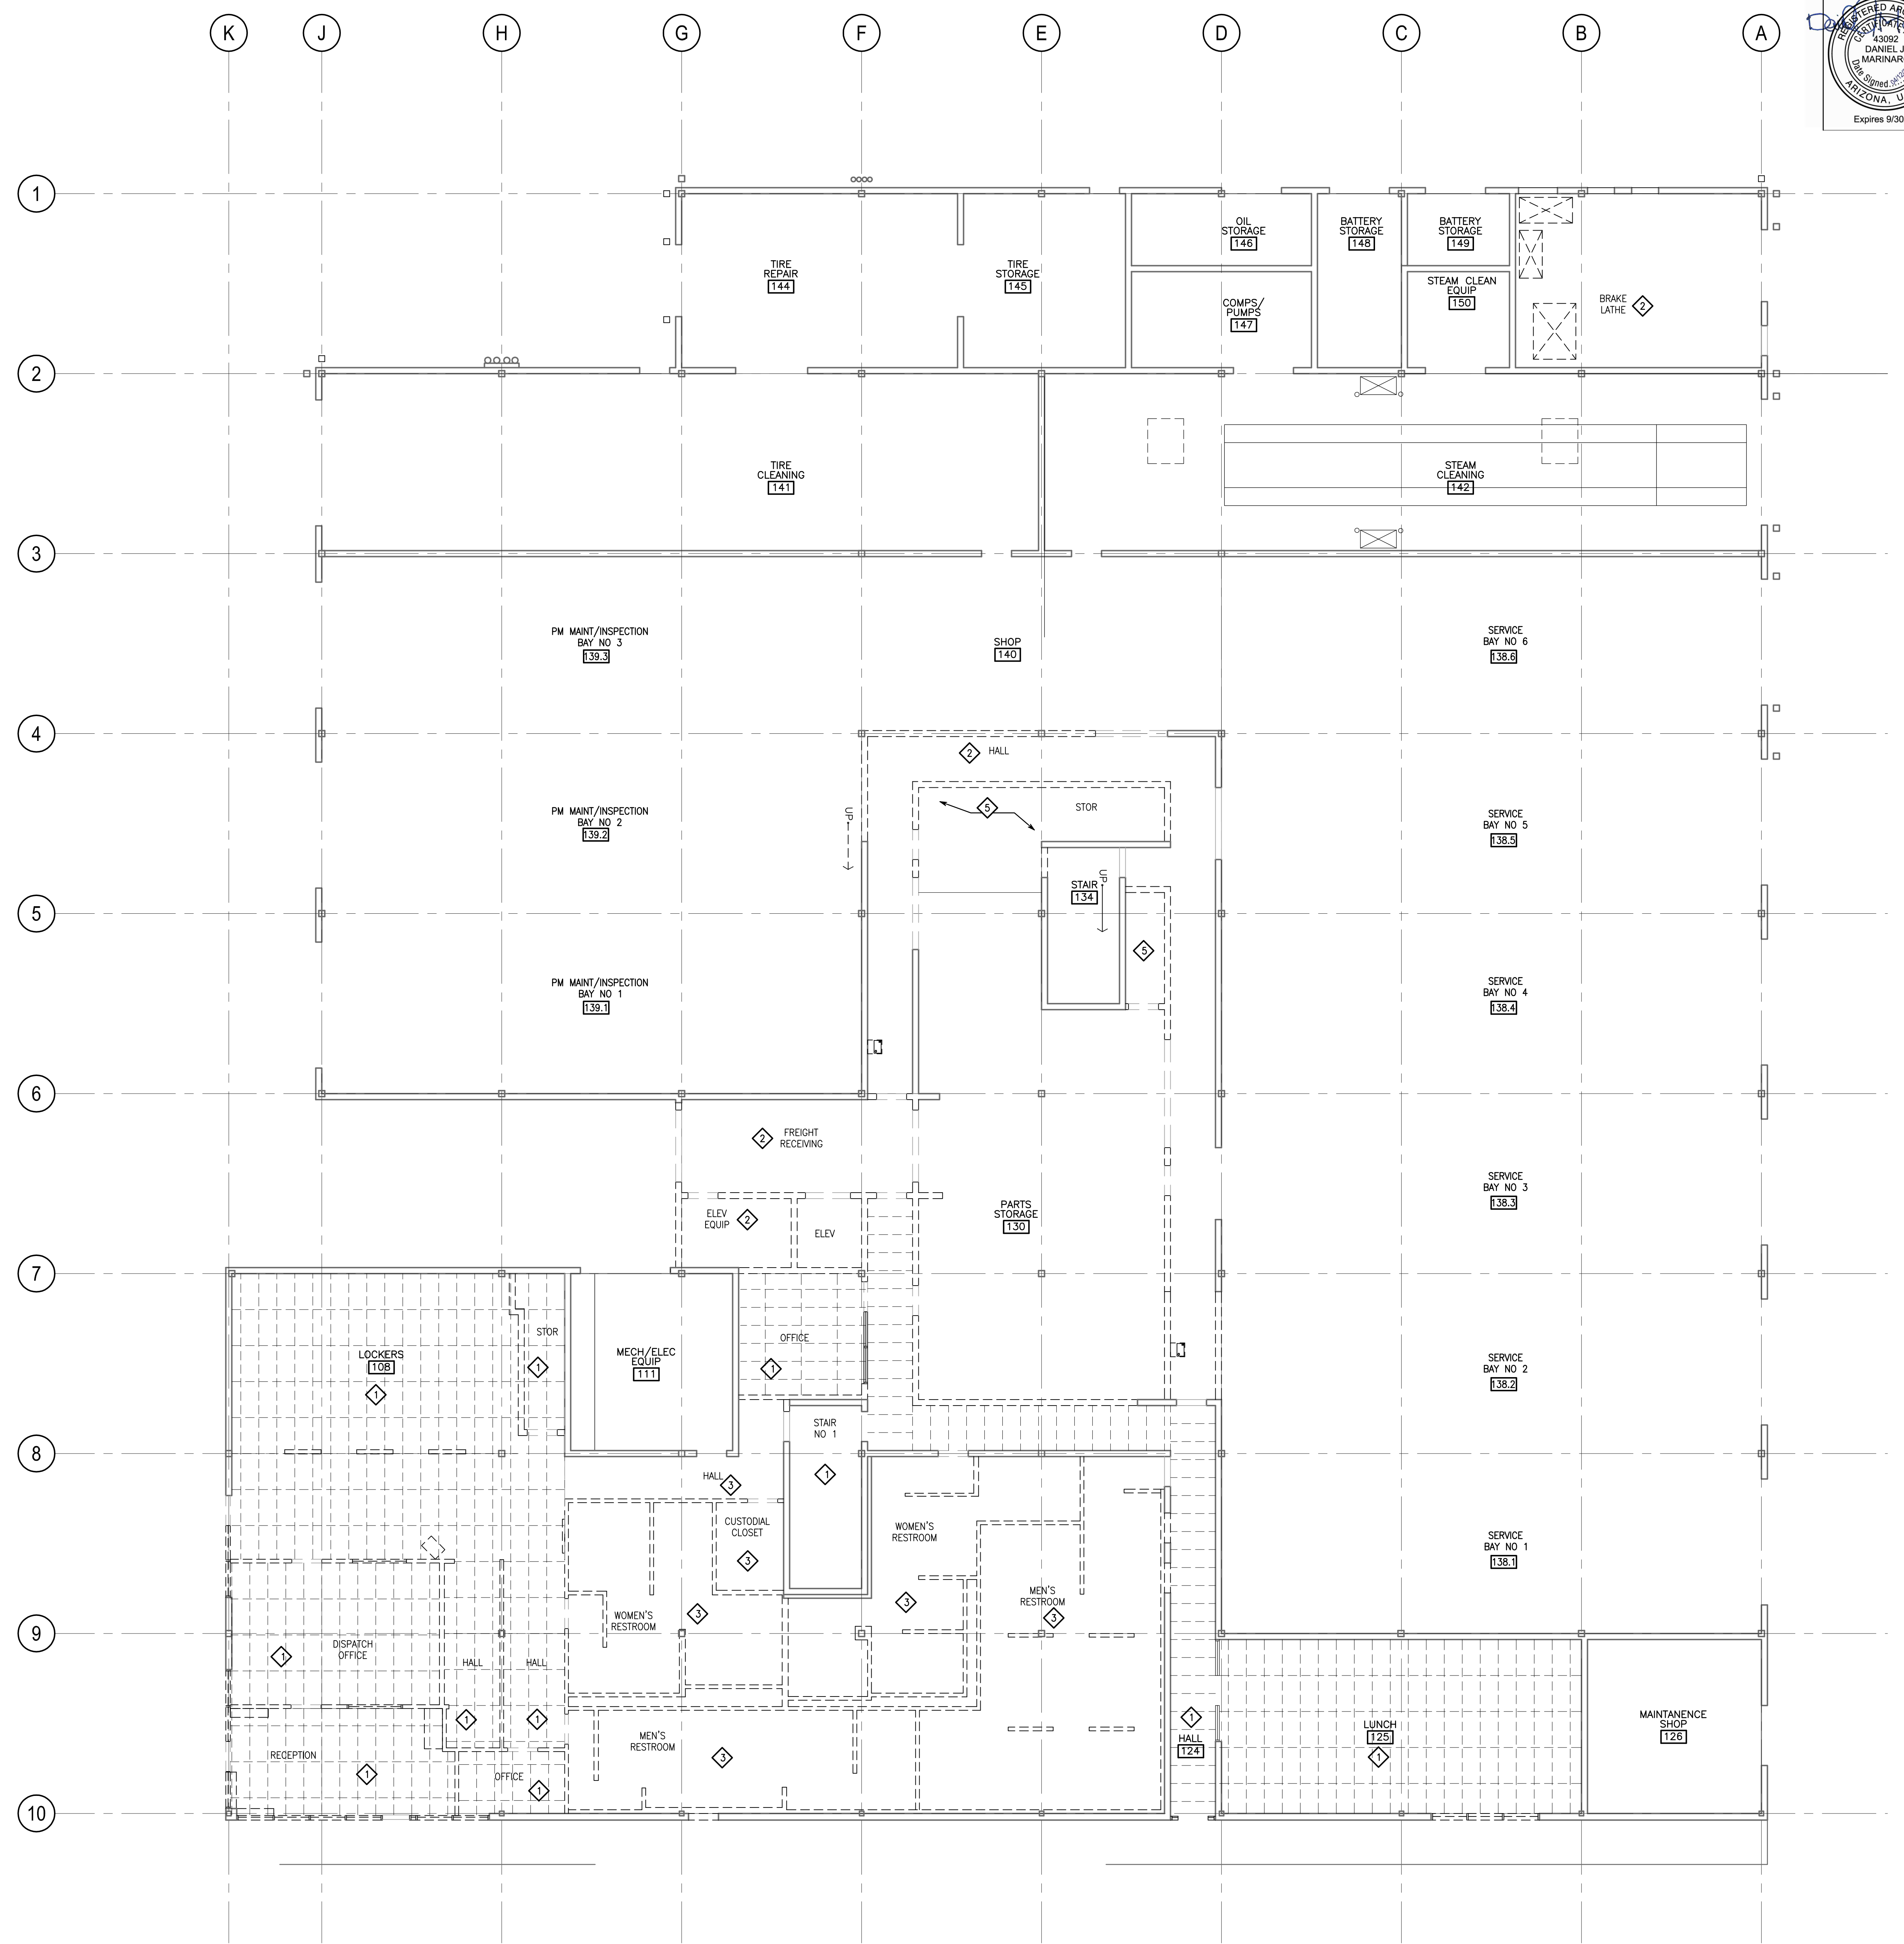 K J H G F E D C B A
REGISTERED
43092
DANIEL J
Date Signed
ARIZONA, U
Expires 9/30
1
OIL
STORAGE
146
BATTERY
STORAGE
148
BATTERY
STORAGE
149
TIRE
REPAIR
144
TIRE
STORAGE
145
STEAM CLEAN
EQUIP
150
COMPS/
PUMPS
147
BRAKE
LATHE
2
2
TIRE
CLEANING
141
STEAM
CLEANING
142
3
PM MAINT/INSPECTION
BAY NO 3
139.3
SHOP
140
SERVICE
BAY NO 6
138.6
4
2
HALL
UP
PM MAINT/INSPECTION
BAY NO 2
139.2
5
STOR
SERVICE
BAY NO 5
138.5
STAIR
134
UP
5
5
PM MAINT/INSPECTION
BAY NO 1
139.1
SERVICE
BAY NO 4
138.4
6
2
FREIGHT
RECEIVING
ELEV
EQUIP
2
ELEV
PARTS
STORAGE
130
SERVICE
BAY NO 3
138.3
7
LOCKERS
108
1
STOR
1
MECH/ELEC
EQUIP
111
OFFICE
1
SERVICE
BAY NO 2
138.2
8
STAIR
NO 1
1
HALL
3
CUSTODIAL
CLOSET
3
WOMEN'S
RESTROOM
3
MEN'S
RESTROOM
3
SERVICE
BAY NO 1
138.1
9
WOMEN'S
RESTROOM
3
DISPATCH
OFFICE
1
HALL
1
HALL
1
RECEPTION
1
OFFICE
1
MEN'S
RESTROOM
3
1
HALL
124
LUNCH
125
1
MAINTANENCE
SHOP
126
10